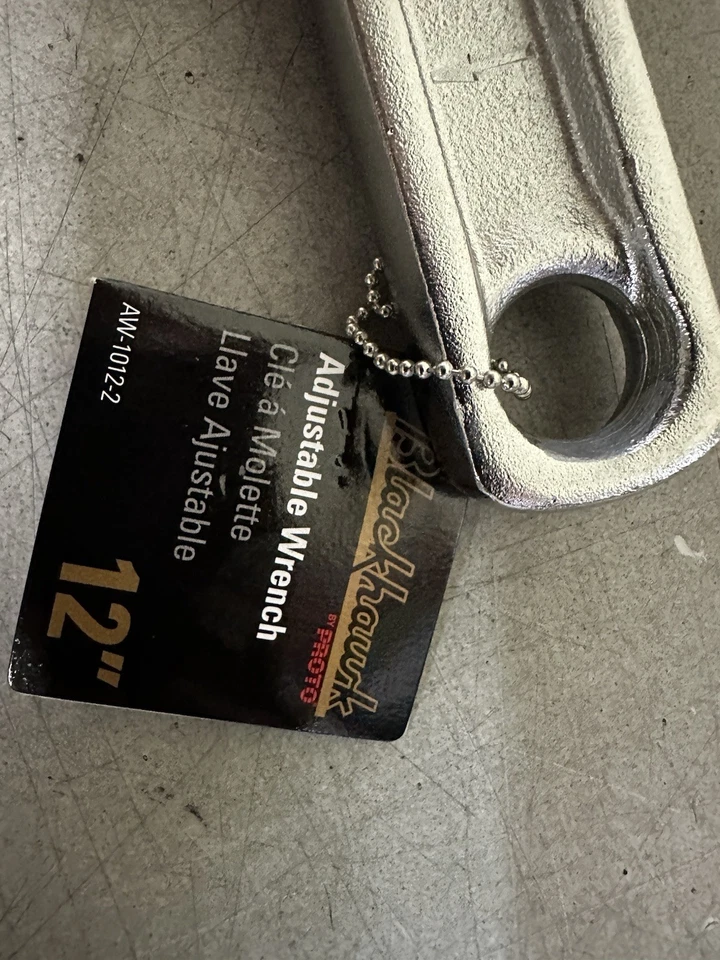 Blackhawk
BY PROTO
Adjustable Wrench
Clé á Molette
Llave Ajustable
12"
AW-1012-2